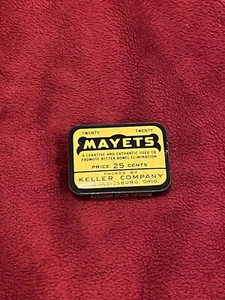 TWENTY TWENTY
MAYETS
A LAXATIVE AND CATHARTIC USED TO
PROMOTE BETTER BOWEL ELIMINATION
PRICE 25 CENTS
PACKED BY
KELLER COMPANY
OHIO.